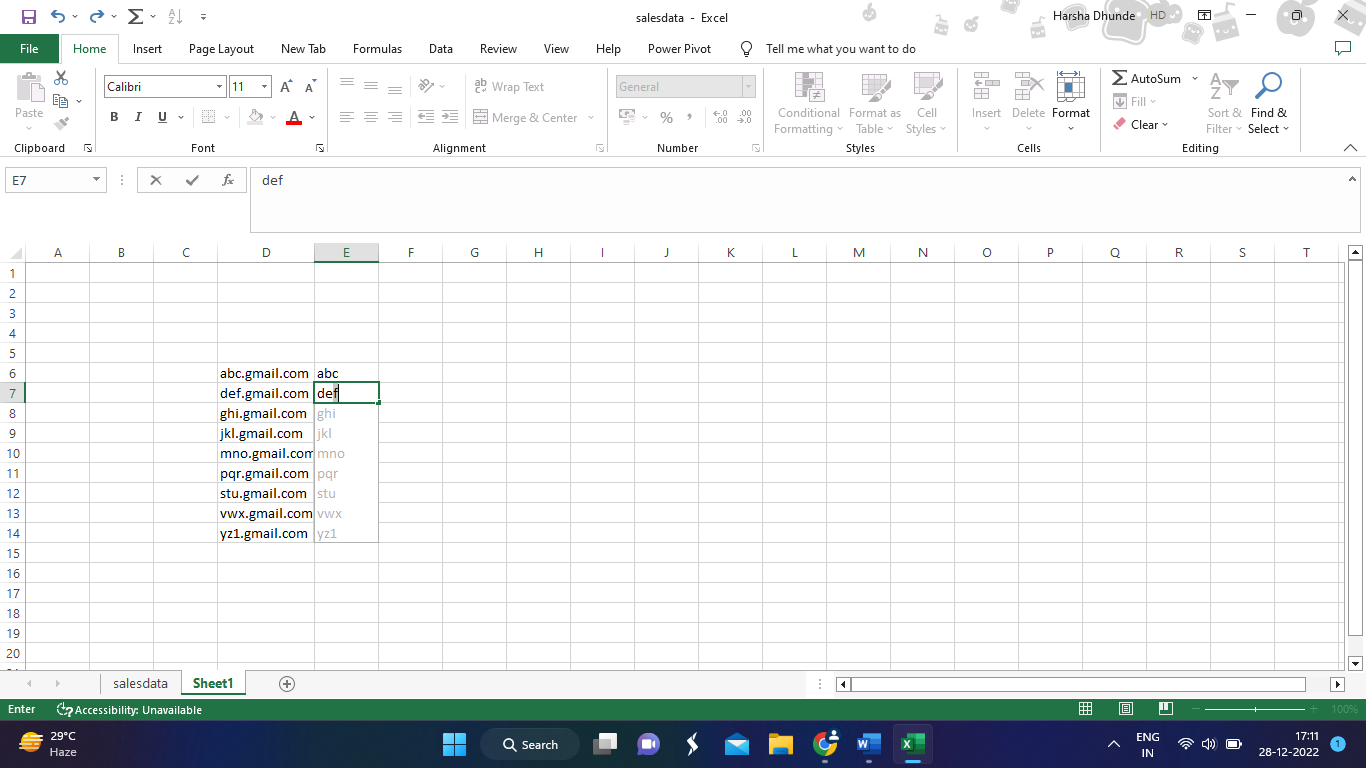 salesdata - Excel
Harsha Dhunde HD
File Home Insert Page Layout New Tab Formulas Data Review View Help Power Pivot Tell me what you want to do
Paste
Clipboard
Calibri 11
B I U A
Font
ab Wrap Text
Merge & Center
Alignment
General
% ,
Number
Conditional Formatting
Format as Table
Cell Styles
Styles
Insert Delete Format
Cells
AutoSum
Fill
Clear
Sort & Filter
Find & Select
Editing
E7 fx def
A B C D E F G H I J K L M N O P Q R S T
1
2
3
4
5
6 abc.gmail.com abc
7 def.gmail.com def
8 ghi.gmail.com ghi
9 jkl.gmail.com jkl
10 mno.gmail.com mno
11 pqr.gmail.com pqr
12 stu.gmail.com stu
13 vwx.gmail.com vwx
14 yz1.gmail.com yz1
15
16
17
18
19
20
salesdata Sheet1
Enter Accessibility: Unavailable 100%
29°C
Haze
Search
ENG
IN
17:11
28-12-2022
1